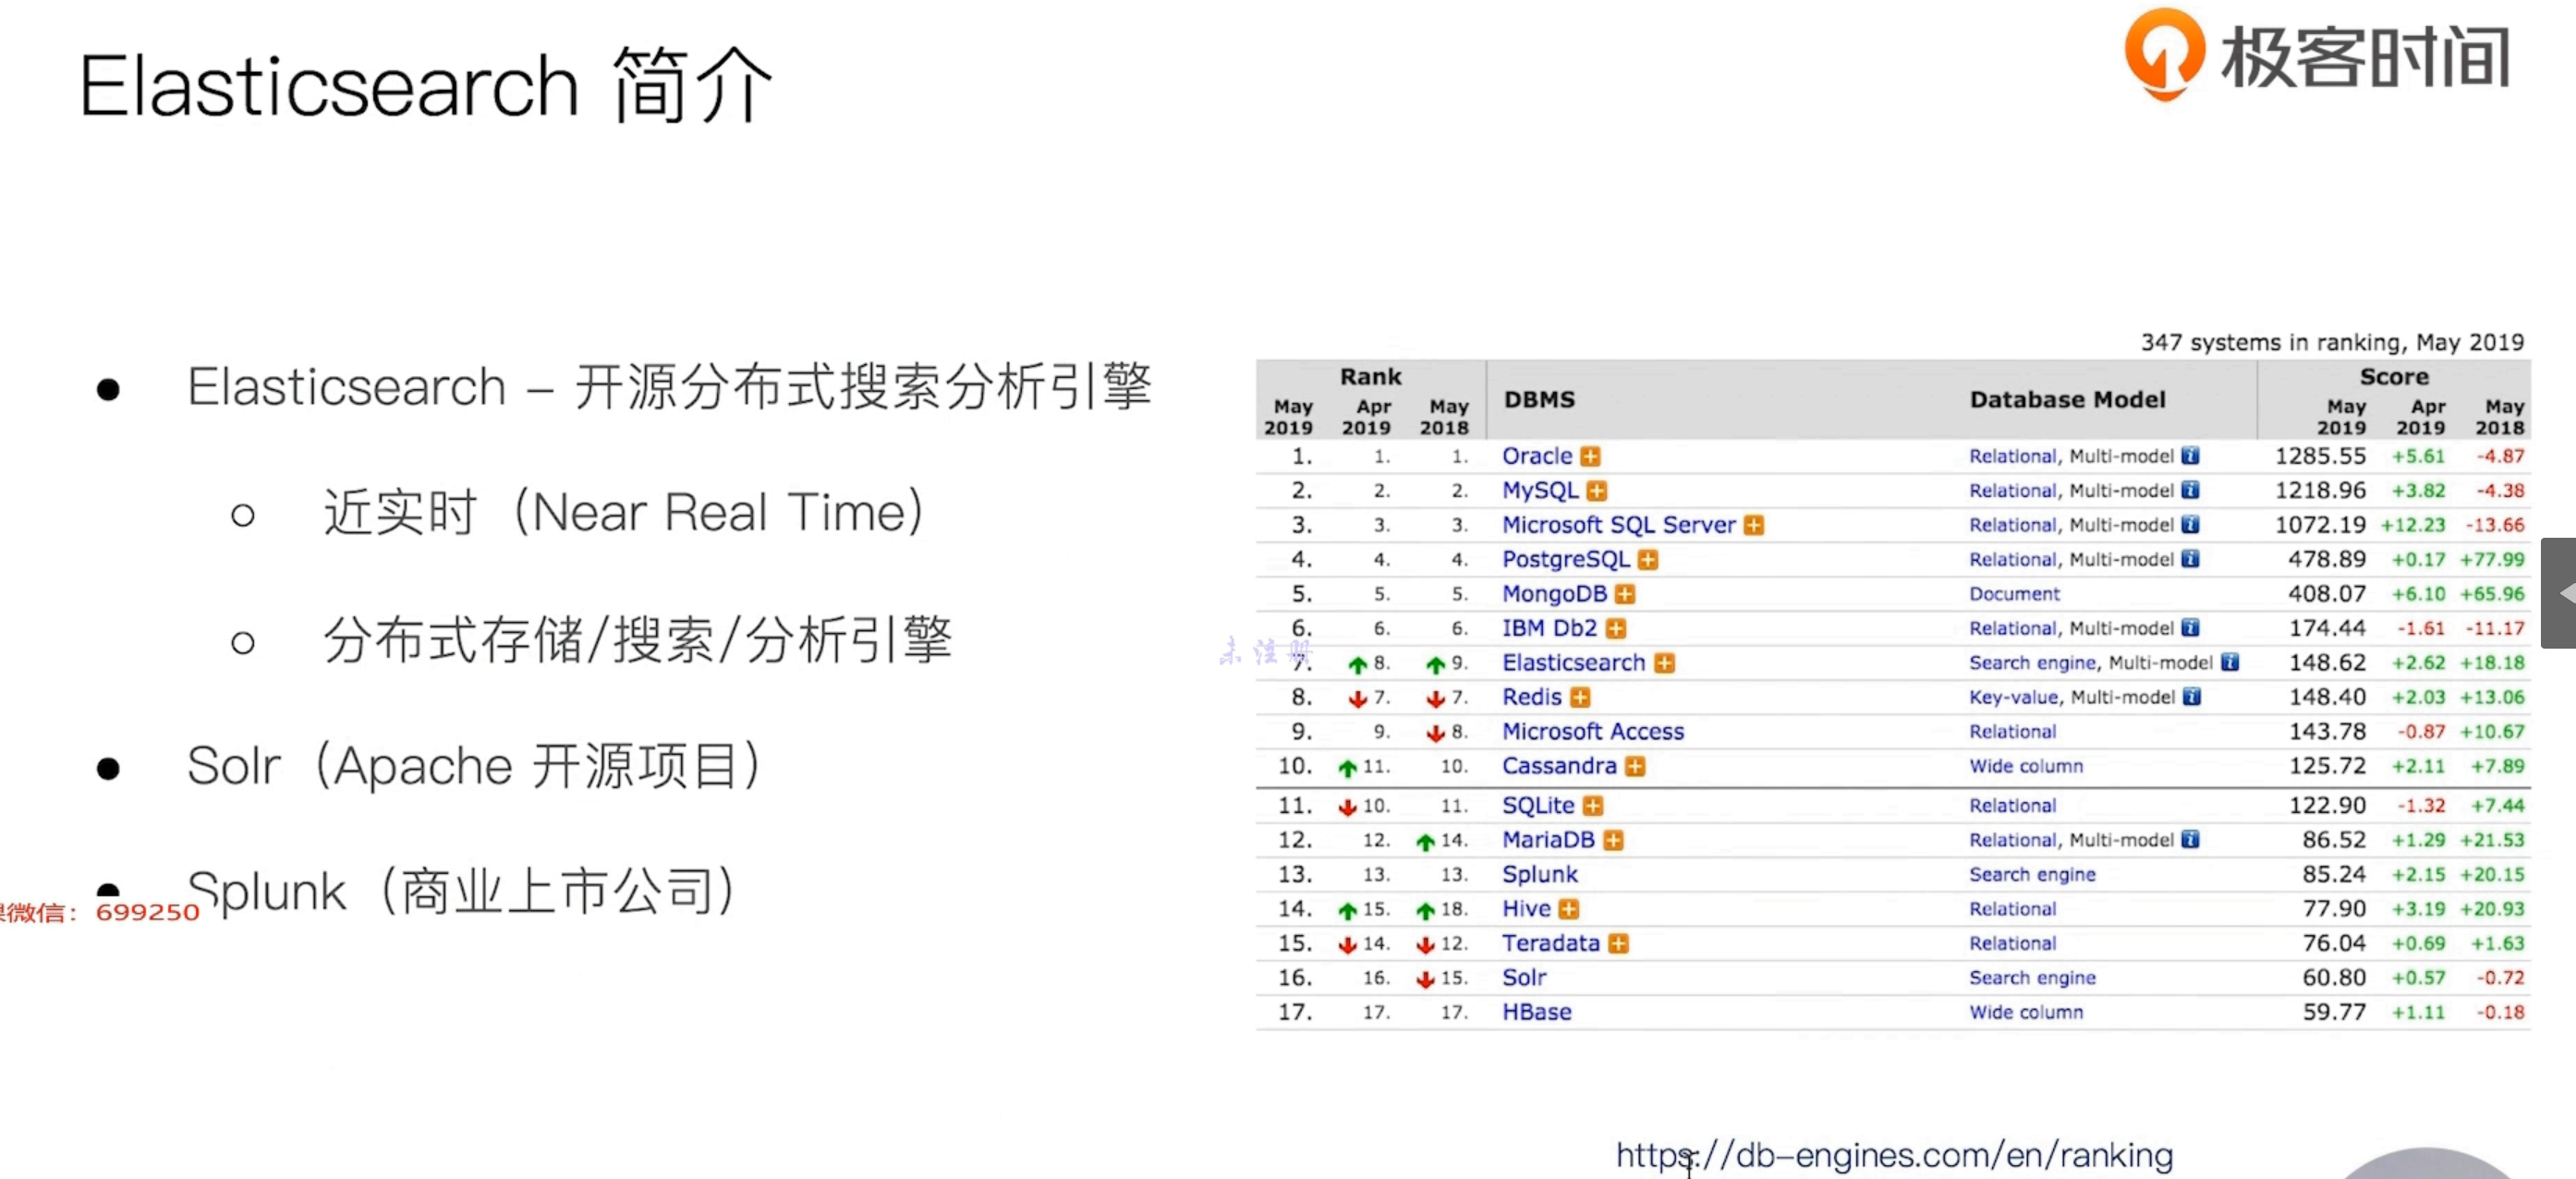 Elasticsearch 简介
极客时间
● Elasticsearch – 开源分布式搜索分析引擎
○ 近实时（Near Real Time）
○ 分布式存储/搜索/分析引擎
● Solr（Apache 开源项目）
● Splunk（商业上市公司）
微信：699250
未注册
347 systems in ranking, May 2019
Rank DBMS Database Model Score
May 2019 Apr 2019 May 2018 May 2019 Apr 2019 May 2018
1. 1. 1. Oracle Relational, Multi-model 1285.55 +5.61 -4.87
2. 2. 2. MySQL Relational, Multi-model 1218.96 +3.82 -4.38
3. 3. 3. Microsoft SQL Server Relational, Multi-model 1072.19 +12.23 -13.66
4. 4. 4. PostgreSQL Relational, Multi-model 478.89 +0.17 +77.99
5. 5. 5. MongoDB Document 408.07 +6.10 +65.96
6. 6. 6. IBM Db2 Relational, Multi-model 174.44 -1.61 -11.17
7. 8. 9. Elasticsearch Search engine, Multi-model 148.62 +2.62 +18.18
8. 7. 7. Redis Key-value, Multi-model 148.40 +2.03 +13.06
9. 9. 8. Microsoft Access Relational 143.78 -0.87 +10.67
10. 11. 10. Cassandra Wide column 125.72 +2.11 +7.89
11. 10. 11. SQLite Relational 122.90 -1.32 +7.44
12. 12. 14. MariaDB Relational, Multi-model 86.52 +1.29 +21.53
13. 13. 13. Splunk Search engine 85.24 +2.15 +20.15
14. 15. 18. Hive Relational 77.90 +3.19 +20.93
15. 14. 12. Teradata Relational 76.04 +0.69 +1.63
16. 16. 15. Solr Search engine 60.80 +0.57 -0.72
17. 17. 17. HBase Wide column 59.77 +1.11 -0.18
https://db-engines.com/en/ranking